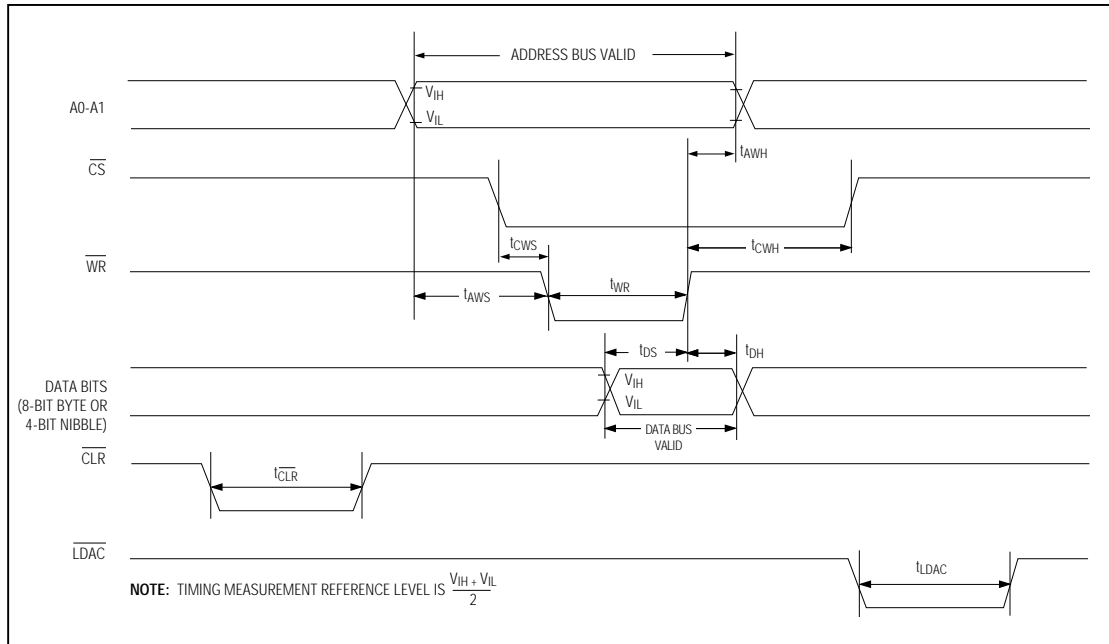 ADDRESS BUS VALID
A0-A1
VIH
VIL
tAWH
CS
tCWS
tCWH
WR
tAWS
tWR
tDS
tDH
DATA BITS
(8-BIT BYTE OR
4-BIT NIBBLE)
VIH
VIL
DATA BUS
VALID
CLR
tCLR
LDAC
tLDAC
NOTE: TIMING MEASUREMENT REFERENCE LEVEL IS VIH + VIL
2